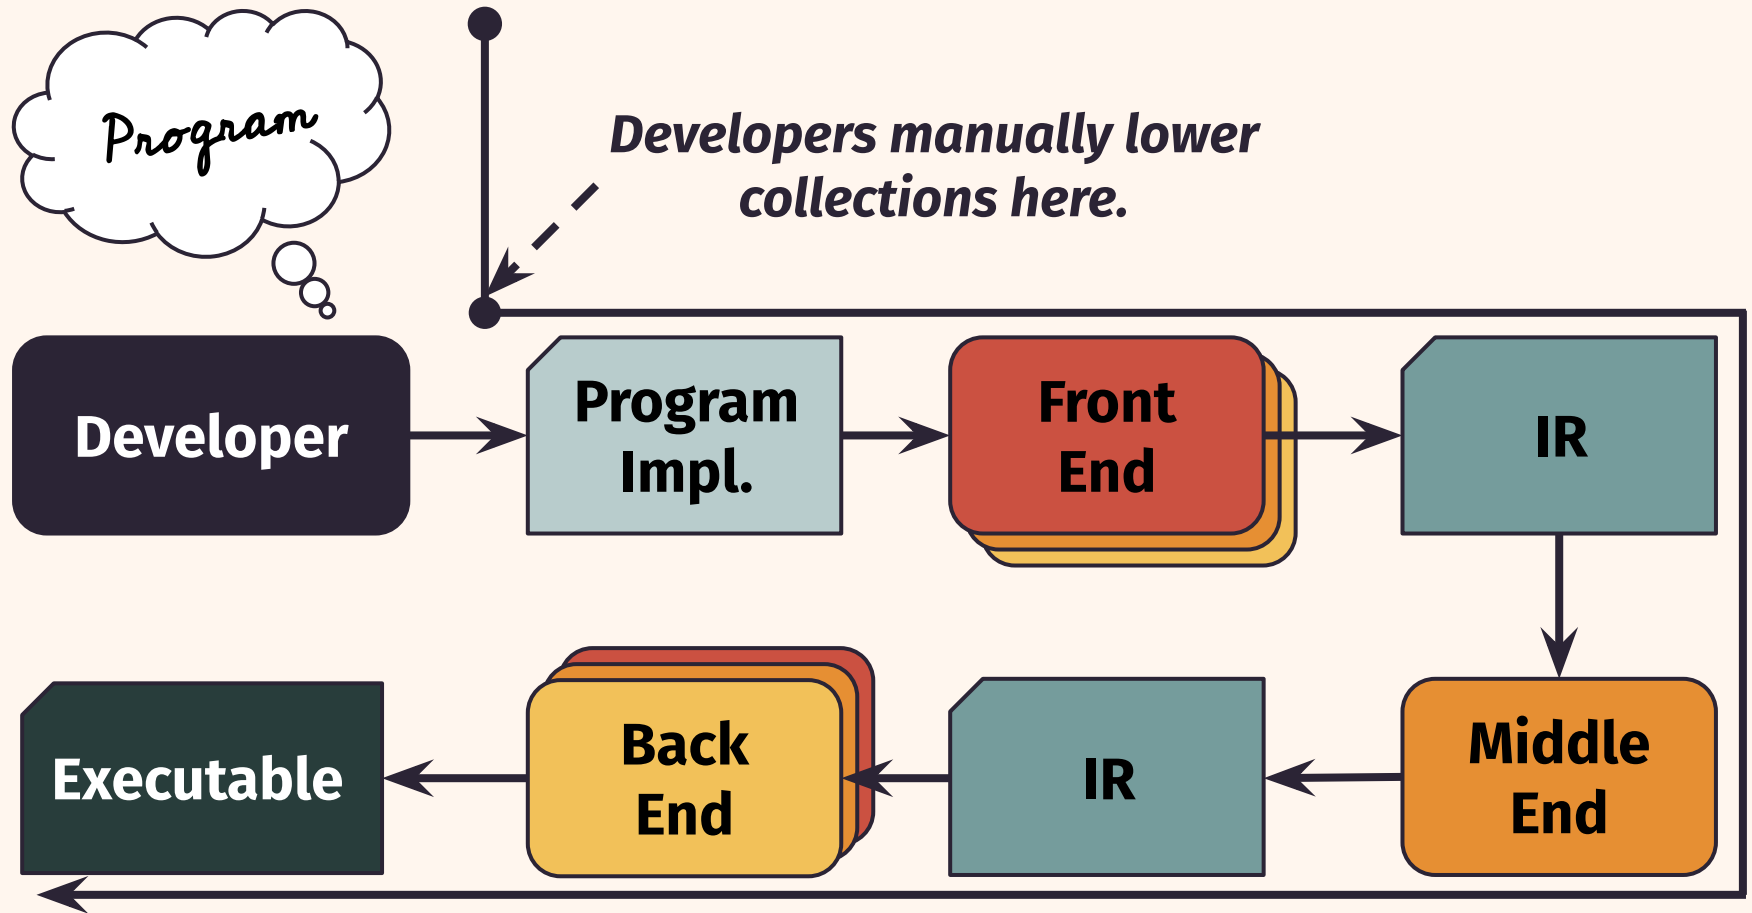 Program
Developers manually lower
collections here.
Developer
Program
Impl.
Front
End
IR
Executable
Back
End
IR
Middle
End